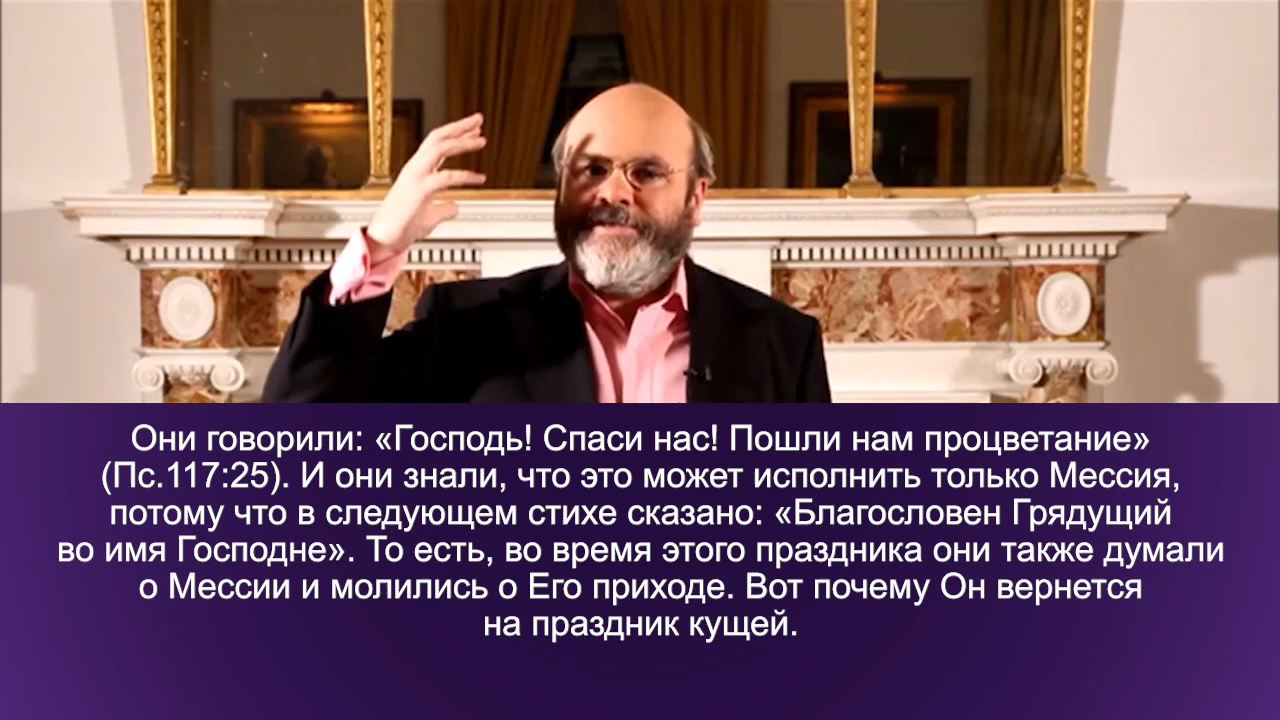 Они говорили: «Господь! Спаси нас! Пошли нам процветание»
(Пс.117:25). И они знали, что это может исполнить только Мессия,
потому что в следующем стихе сказано: «Благословен Грядущий
во имя Господне». То есть, во время этого праздника они также думали
о Мессии и молились о Его приходе. Вот почему Он вернется
на праздник кущей.